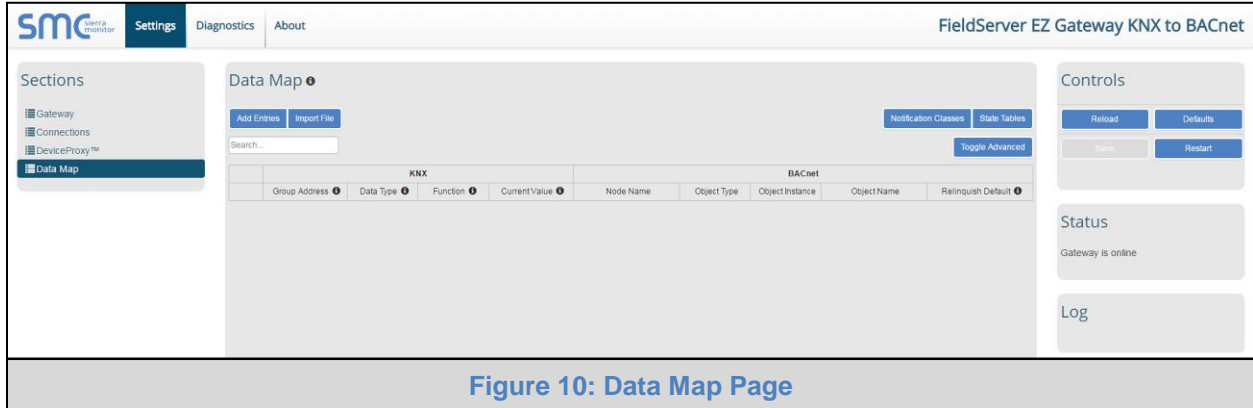 SMC sierra monitor Settings Diagnostics About FieldServer EZ Gateway KNX to BACnet
Sections
Gateway
Connections
DeviceProxy™
Data Map
Data Map
Add Entries Import File Notification Classes State Tables
Search... Toggle Advanced
KNX BACnet
Group Address Data Type Function Current Value Node Name Object Type Object Instance Object Name Relinquish Default
Controls
Reload Defaults
Save Restart
Status
Gateway is online
Log
Figure 10: Data Map Page